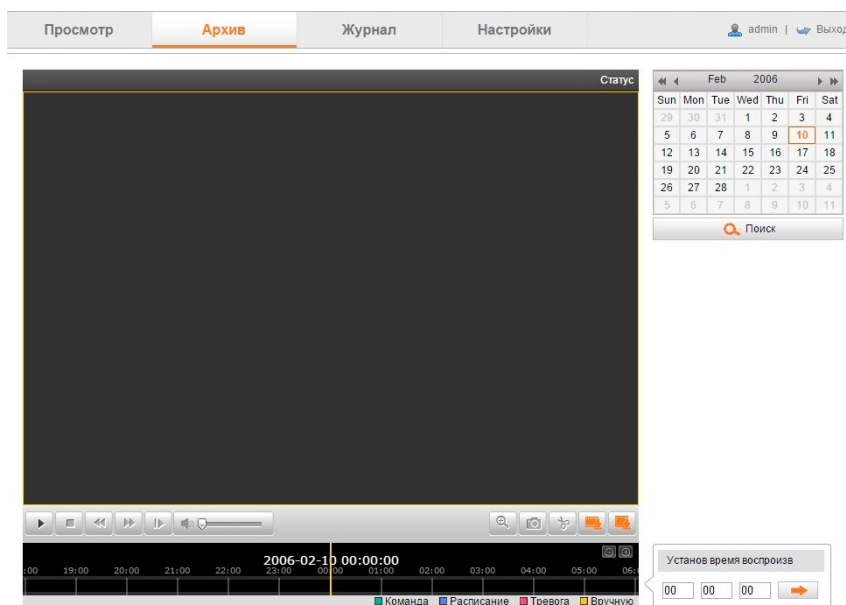 Просмотр Архив Журнал Настройки admin | Выход
Статус
Feb 2006
Sun Mon Tue Wed Thu Fri Sat
29 30 31 1 2 3 4
5 6 7 8 9 10 11
12 13 14 15 16 17 18
19 20 21 22 23 24 25
26 27 28 1 2 3 4
5 6 7 8 9 10 11
Поиск
2006-02-10 00:00:00
:00 19:00 20:00 21:00 22:00 23:00 00:00 01:00 02:00 03:00 04:00 05:00 06:
Команда Расписание Тревога Вручную
Установ время воспроизв
00 00 00